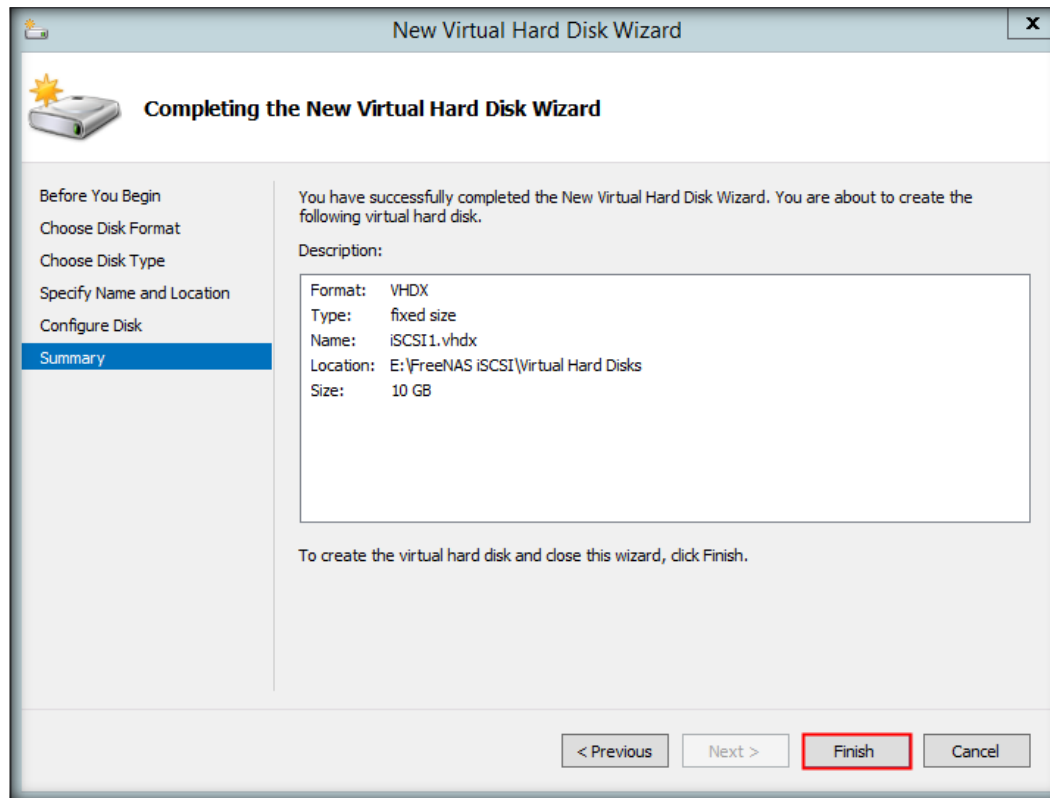 New Virtual Hard Disk Wizard
x
Completing the New Virtual Hard Disk Wizard
Before You Begin
Choose Disk Format
Choose Disk Type
Specify Name and Location
Configure Disk
Summary
You have successfully completed the New Virtual Hard Disk Wizard. You are about to create the
following virtual hard disk.
Description:
Format: VHDX
Type: fixed size
Name: iSCSI1.vhdx
Location: E:\FreeNAS iSCSI\Virtual Hard Disks
Size: 10 GB
To create the virtual hard disk and close this wizard, click Finish.
< Previous
Next >
Finish
Cancel